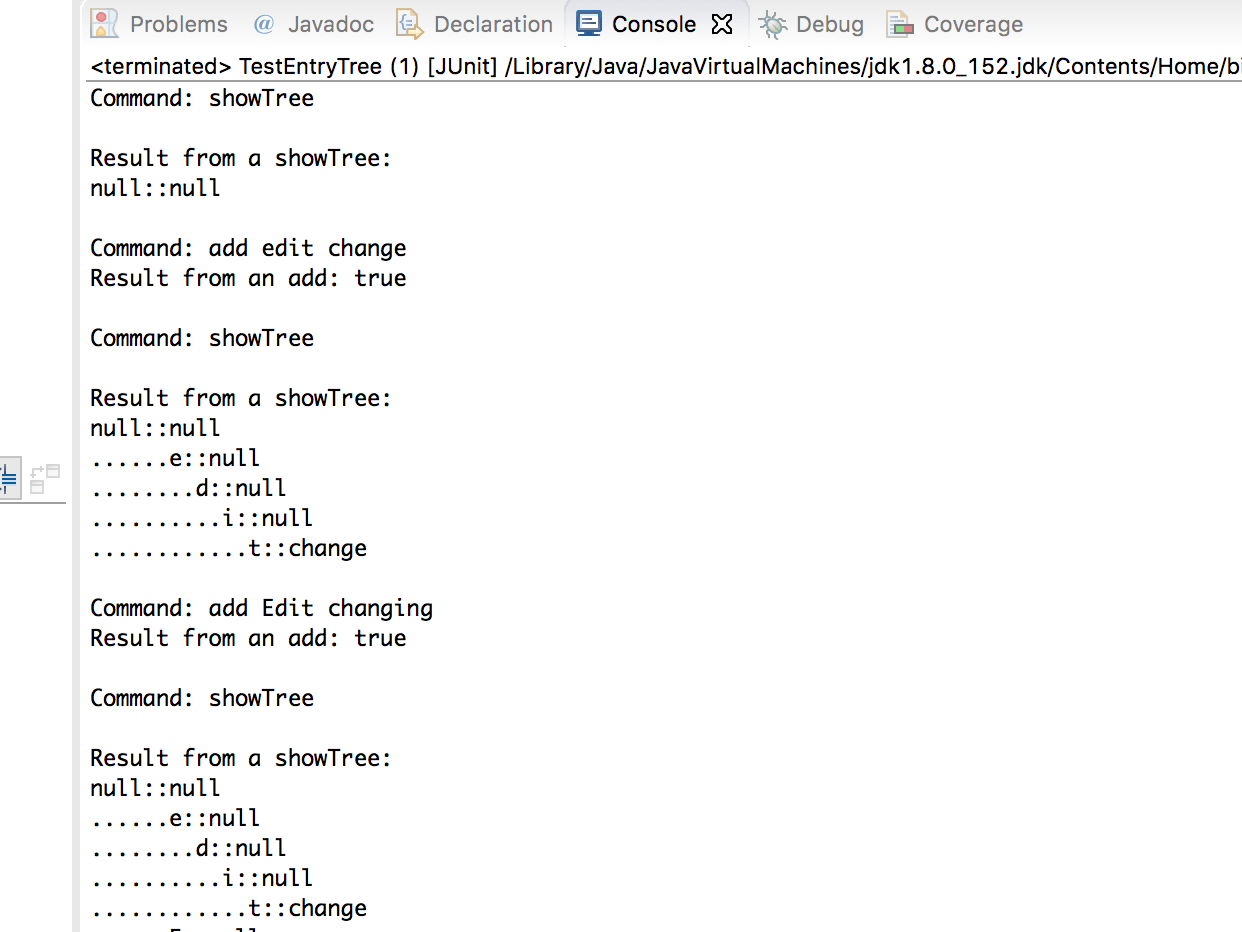 Problems @ Javadoc Declaration Console Debug Coverage
<terminated> TestEntryTree (1) [JUnit] /Library/Java/JavaVirtualMachines/jdk1.8.0_152.jdk/Contents/Home/bi
Command: showTree
Result from a showTree:
null::null
Command: add edit change
Result from an add: true
Command: showTree
Result from a showTree:
null::null
......e::null
........d::null
..........i::null
............t::change
Command: add Edit changing
Result from an add: true
Command: showTree
Result from a showTree:
null::null
......e::null
........d::null
..........i::null
............t::change